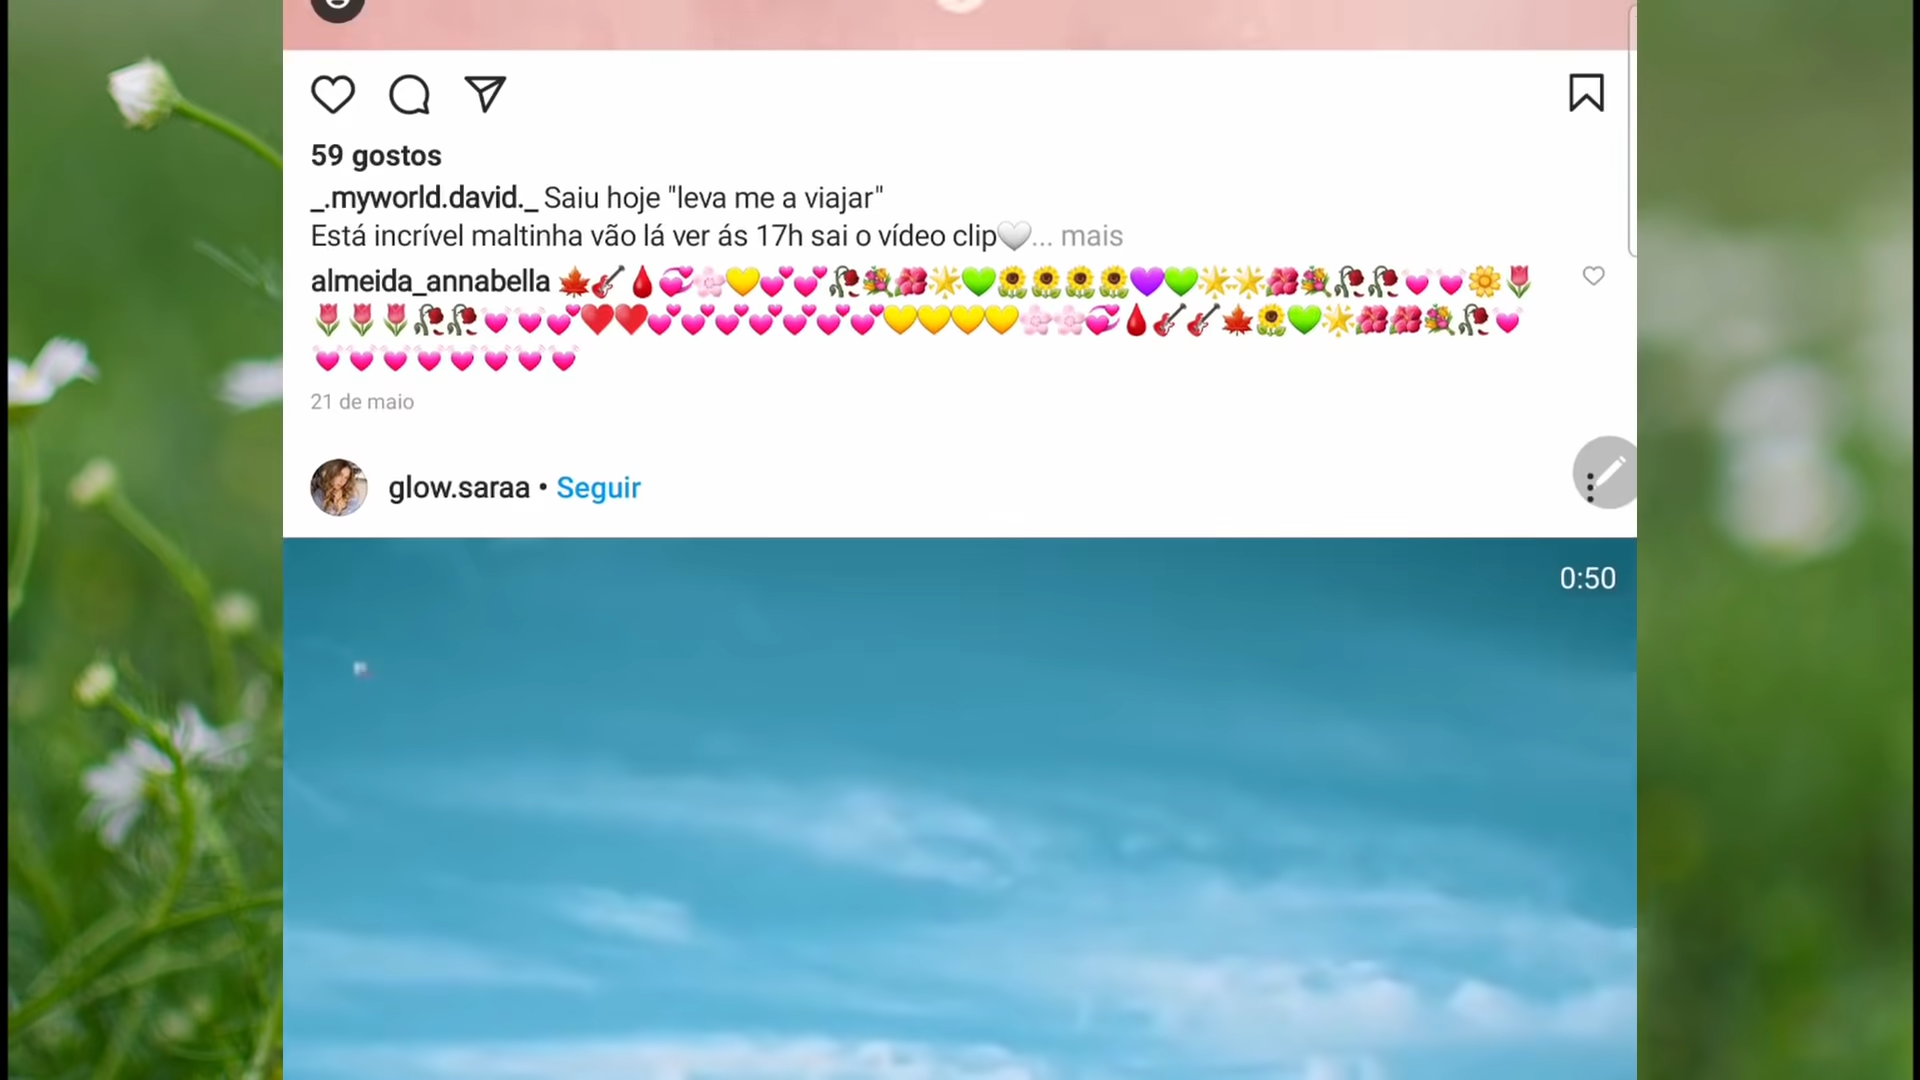 59 gostos
_.myworld.david._ Saiu hoje "leva me a viajar"
Está incrível maltinha vão lá ver ás 17h sai o vídeo clip🤍... mais
almeida_annabella 🍁🎸🩸💞🌸💛💕💕🥀💐🌺🌟💚🌻🌻🌻🌻💜💚🌟🌟🌺💐🥀🥀💓💓🌼🌷
🌷🌷🌷🥀🥀💓💓💕❤️❤️💕💕💕💕💕💕💕💛💛💛💛🌸🌸💞🩸🎸🎸🍁🌻💚🌟🌺🌺💐🥀💓
💓💓💓💓💓💓💓💓
21 de maio
glow.saraa • Seguir
0:50